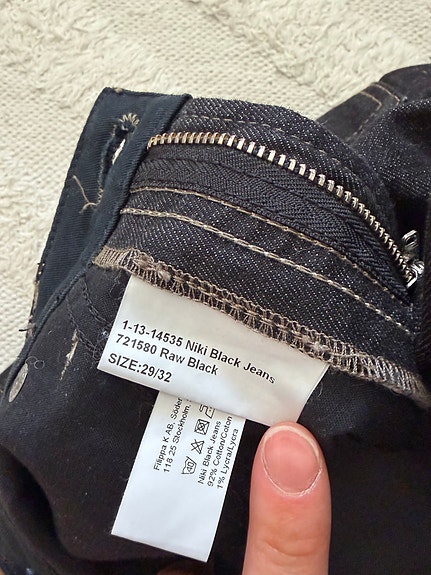 1-13-14535 Niki Black Jeans
721580 Raw Black
SIZE:29/32
Filippa K AB, Söder
118 25 Stockholm,
40
Niki Black Jeans
92% Cotton/Coton
1% Lycra/Lycra